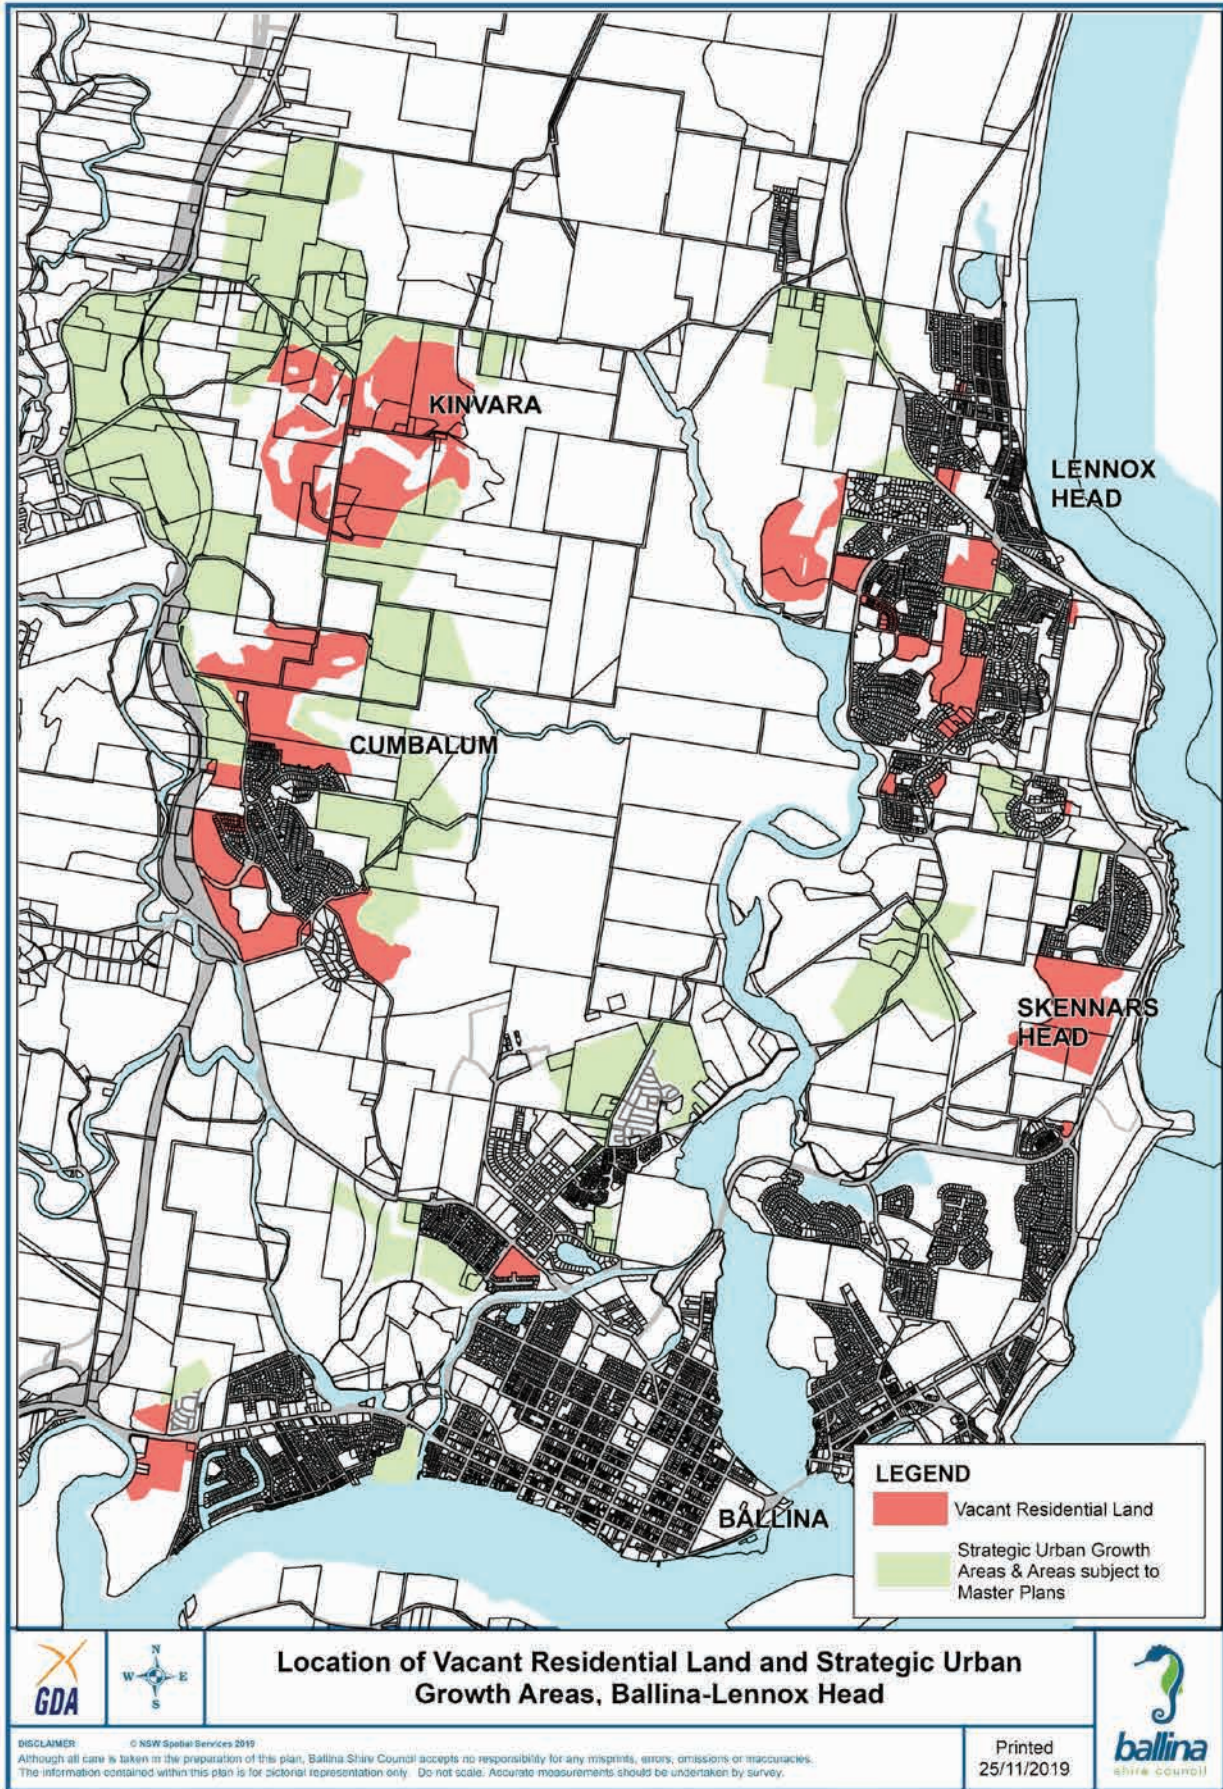 KINVARA
LENNOX
HEAD
CUMBALUM
SKENNARS
HEAD
BALLINA
LEGEND
Vacant Residential Land
Strategic Urban Growth
Areas & Areas subject to
Master Plans
GDA
N
W E
S
Location of Vacant Residential Land and Strategic Urban
Growth Areas, Ballina-Lennox Head
ballina
shire council
DISCLAIMER © NSW Spatial Services 2019
Although all care is taken in the preparation of this plan, Ballina Shire Council accepts no responsibility for any misprints, errors, omissions or inaccuracies.
The information contained within this plan is for pictorial representation only. Do not scale. Accurate measurements should be undertaken by survey.
Printed
25/11/2019